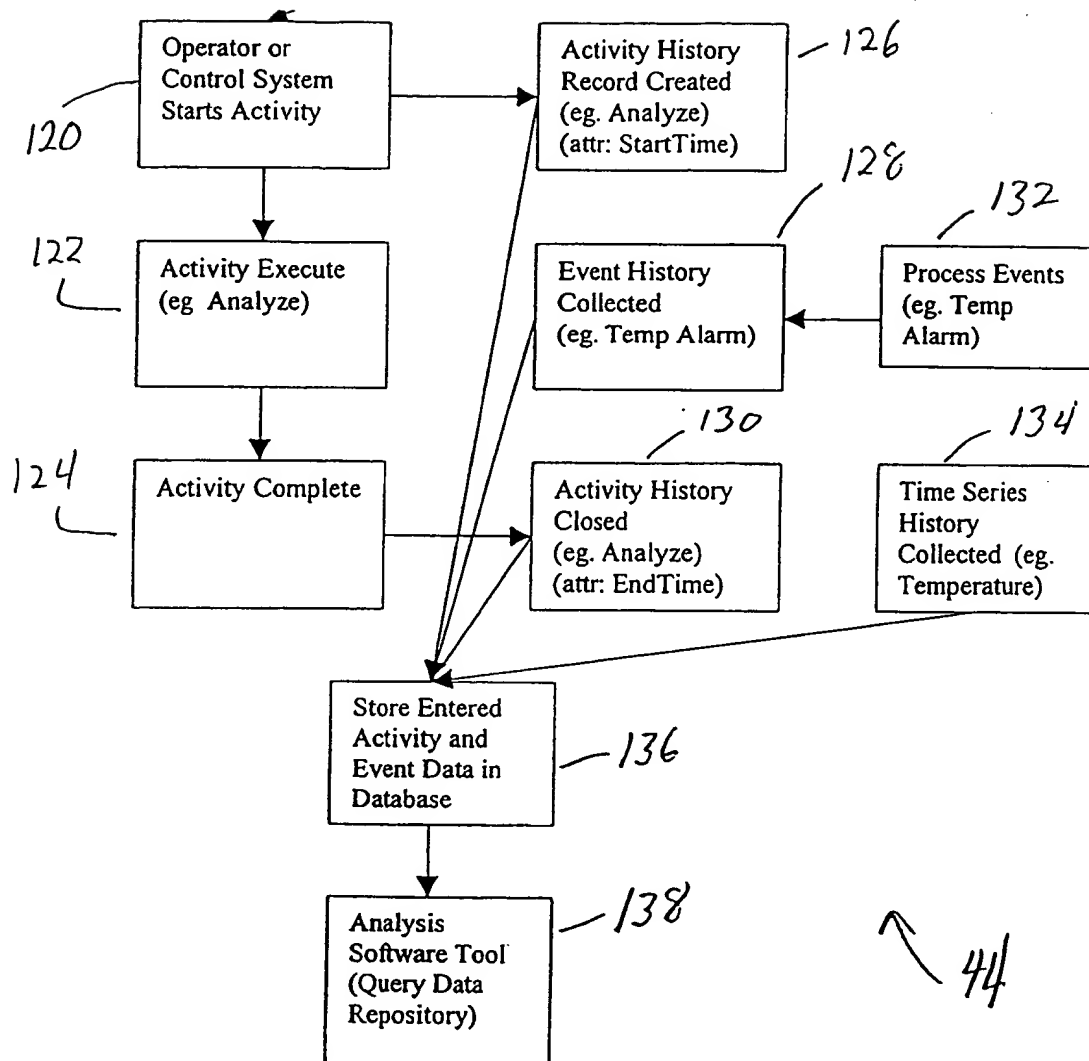 Operator or
Control System
Starts Activity
120
Activity History
Record Created
(eg. Analyze)
(attr: StartTime)
126
128
132
122
Activity Execute
(eg Analyze)
Event History
Collected
(eg. Temp Alarm)
Process Events
(eg. Temp
Alarm)
130
134
124
Activity Complete
Activity History
Closed
(eg. Analyze)
(attr: EndTime)
Time Series
History
Collected (eg.
Temperature)
Store Entered
Activity and
Event Data in
Database
136
138
Analysis
Software Tool
(Query Data
Repository)
44